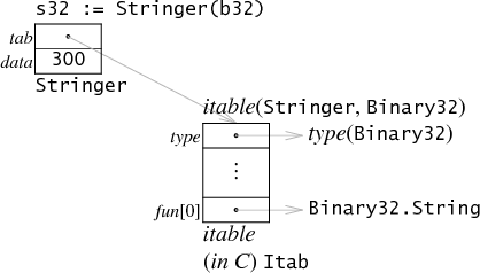 s32 := Stringer(b32)
tab
data 300
Stringer
itable(Stringer, Binary32)
type type(Binary32)
fun[0] Binary32.String
itable
(in C) Itab